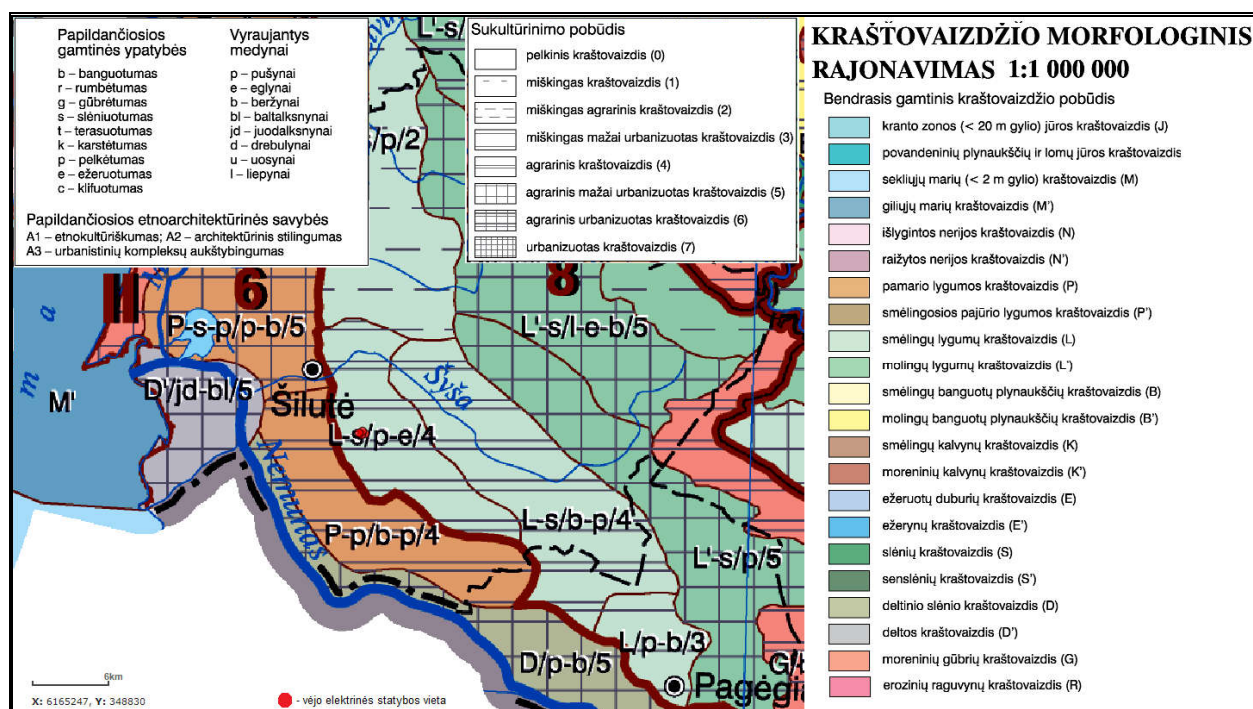 Papildančiosios
gamtinės ypatybės
b – banguotumas
r – rumbėtumas
g – gūbrėtumas
s – slėniuotumas
t – terasuotumas
k – karstėtumas
p – pelkėtumas
e – ežeruotumas
c – klifuotumas
Vyraujantys
medynai
p – pušynai
e – eglynai
b – beržynai
bl – baltalksnynai
jd – juodalksnynai
d – drebulynai
u – uosynai
l – liepynai
Papildančiosios etnoarchitektūrinės savybės
A1 – etnokultūriškumas; A2 – architektūrinis stilingumas
A3 – urbanistinių kompleksų aukštybingumas
Sukultūrinimo pobūdis
pelkinis kraštovaizdis (0)
miškingas kraštovaizdis (1)
miškingas agrarinis kraštovaizdis (2)
miškingas mažai urbanizuotas kraštovaizdis (3)
agrarinis kraštovaizdis (4)
agrarinis mažai urbanizuotas kraštovaizdis (5)
agrarinis urbanizuotas kraštovaizdis (6)
urbanizuotas kraštovaizdis (7)
KRAŠTOVAIZDŽIO MORFOLOGINIS
RAJONAVIMAS 1:1 000 000
Bendrasis gamtinis kraštovaizdžio pobūdis
kranto zonos (< 20 m gylio) jūros kraštovaizdis (J)
povandeninių plynaukščių ir lomų jūros kraštovaizdis
sekliųjų marių (< 2 m gylio) kraštovaizdis (M)
giliųjų marių kraštovaizdis (M')
išlygintos nerijos kraštovaizdis (N)
raižytos nerijos kraštovaizdis (N')
pamario lygumos kraštovaizdis (P)
smėlingosios pajūrio lygumos kraštovaizdis (P')
smėlingų lygumų kraštovaizdis (L)
molingų lygumų kraštovaizdis (L')
smėlingų banguotų plynaukščių kraštovaizdis (B)
molingų banguotų plynaukščių kraštovaizdis (B')
smėlingų kalvynų kraštovaizdis (K)
moreninių kalvynų kraštovaizdis (K')
ežeruotų duburių kraštovaizdis (E)
ežerynų kraštovaizdis (E')
slėnių kraštovaizdis (S)
senslėnių kraštovaizdis (S')
deltinio slėnio kraštovaizdis (D)
deltos kraštovaizdis (D')
moreninių gūbrių kraštovaizdis (G)
erozinių raguvynų kraštovaizdis (R)
L'-s/
s/p/2
II
6
8
m a
m
M'
P-s-p/p-b/5
L'-s/l-e-b/5
D'/jd-bl/5
Šilutė
Šyša
L-s/p-e/4
Nemunas
P-p/b-p/4
L-s/b-p/4
L'-s/p/5
L/p-b/3
D/p-b/5
G/
Pagėgia
6km
X: 6165247, Y: 348830
- vėjo elektrinės statybos vieta